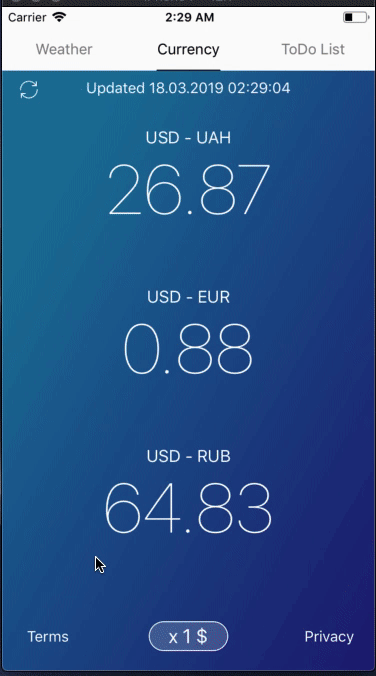 Carrier 2:29 AM
Weather Currency ToDo List
Updated 18.03.2019 02:29:04
USD - UAH
26.87
USD - EUR
0.88
USD - RUB
64.83
Terms x 1 $ Privacy